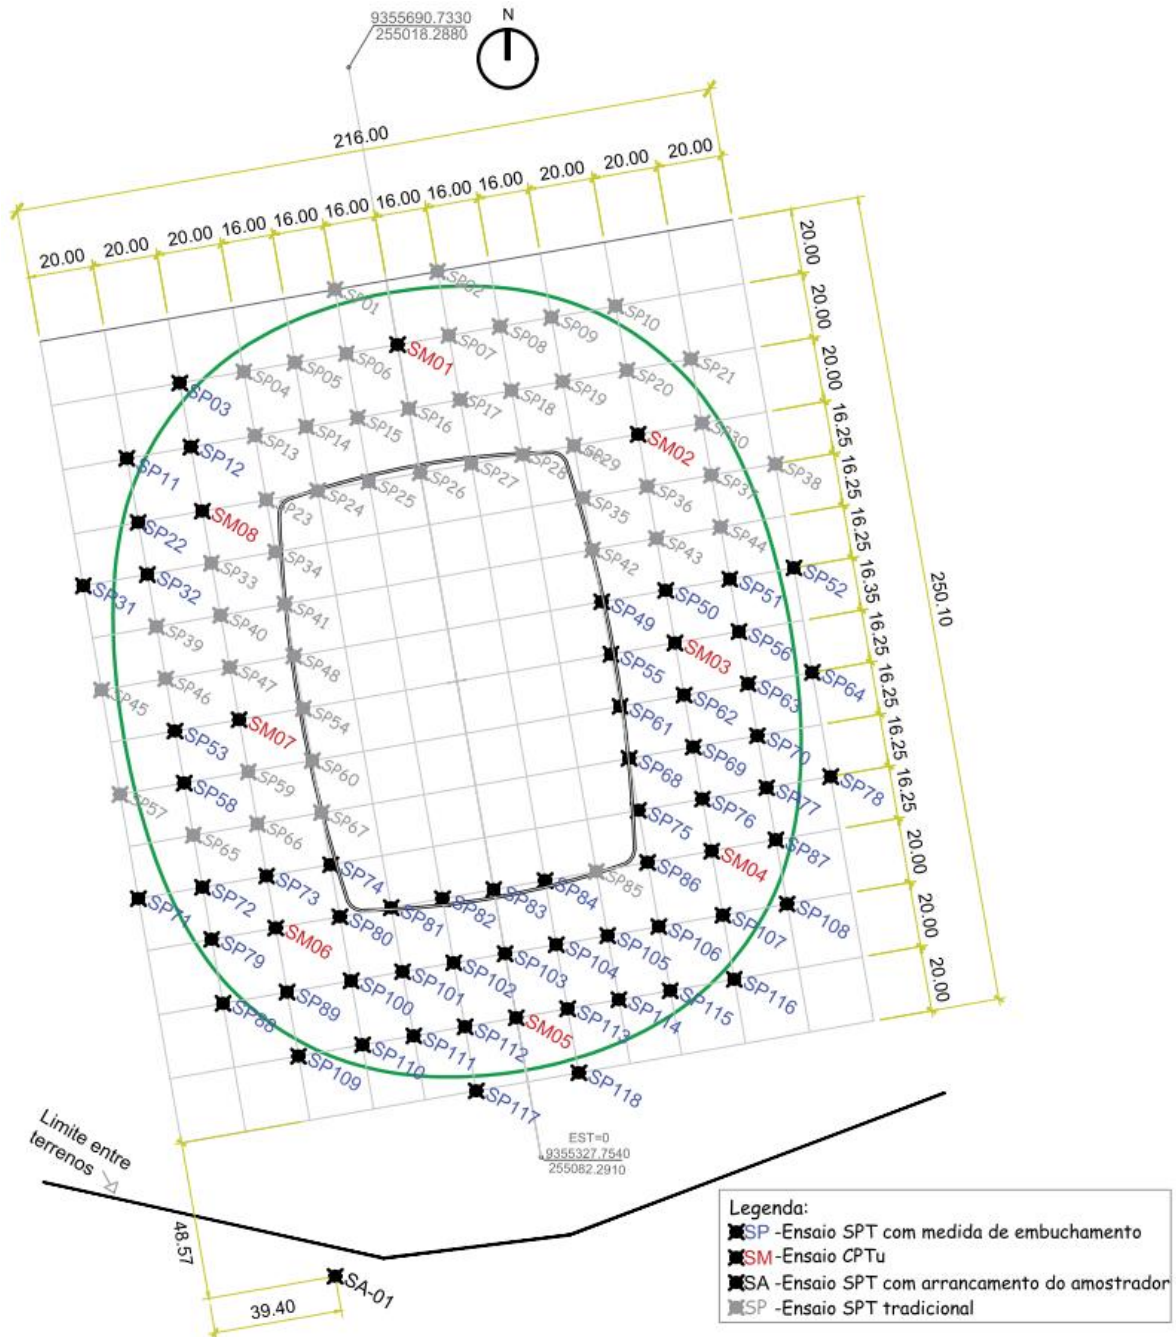 9355690.7330
255018.2880
N
216.00
20.00
20.00
20.00
16.00
16.00
16.00
16.00
16.00
16.00
20.00
20.00
20.00
20.00
20.00
20.00
16.25
16.25
16.25
16.35
16.25
16.25
16.25
20.00
20.00
20.00
250.10
SP01
SP02
SP03
SP04
SP05
SP06
SM01
SP07
SP08
SP09
SP10
SP11
SP12
SP13
SP14
SP15
SP16
SP17
SP18
SP19
SP20
SP21
SP22
SM08
SP23
SP24
SP25
SP26
SP27
SP28
SP29
SM02
SP30
SP31
SP32
SP33
SP34
SP35
SP36
SP37
SP38
SP39
SP40
SP41
SP42
SP43
SP44
SP45
SP46
SP47
SP48
SP49
SP50
SP51
SP52
SP53
SM07
SP54
SP55
SM03
SP56
SP57
SP58
SP59
SP60
SP61
SP62
SP63
SP64
SP65
SP66
SP67
SP68
SP69
SP70
SP71
SP72
SP73
SP74
SP75
SP76
SP77
SP78
SP79
SM06
SP80
SP81
SP82
SP83
SP84
SP85
SP86
SM04
SP87
SP88
SP89
SP100
SP101
SP102
SP103
SP104
SP105
SP106
SP107
SP108
SP109
SP110
SP111
SP112
SM05
SP113
SP114
SP115
SP116
SP117
SP118
EST=0
9355327.7540
255082.2910
Limite entre
terrenos
48.57
39.40
SA-01
Legenda:
SP -Ensaio SPT com medida de embuchamento
SM -Ensaio CPTu
SA -Ensaio SPT com arrancamento do amostrador
SP -Ensaio SPT tradicional